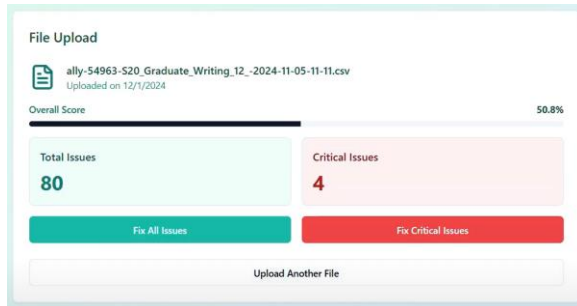 File Upload
ally-54963-S20_Graduate_Writing_12_-2024-11-05-11-11.csv
Uploaded on 12/1/2024
Overall Score 50.8%
Total Issues Critical Issues
80 4
Fix All Issues Fix Critical Issues
Upload Another File